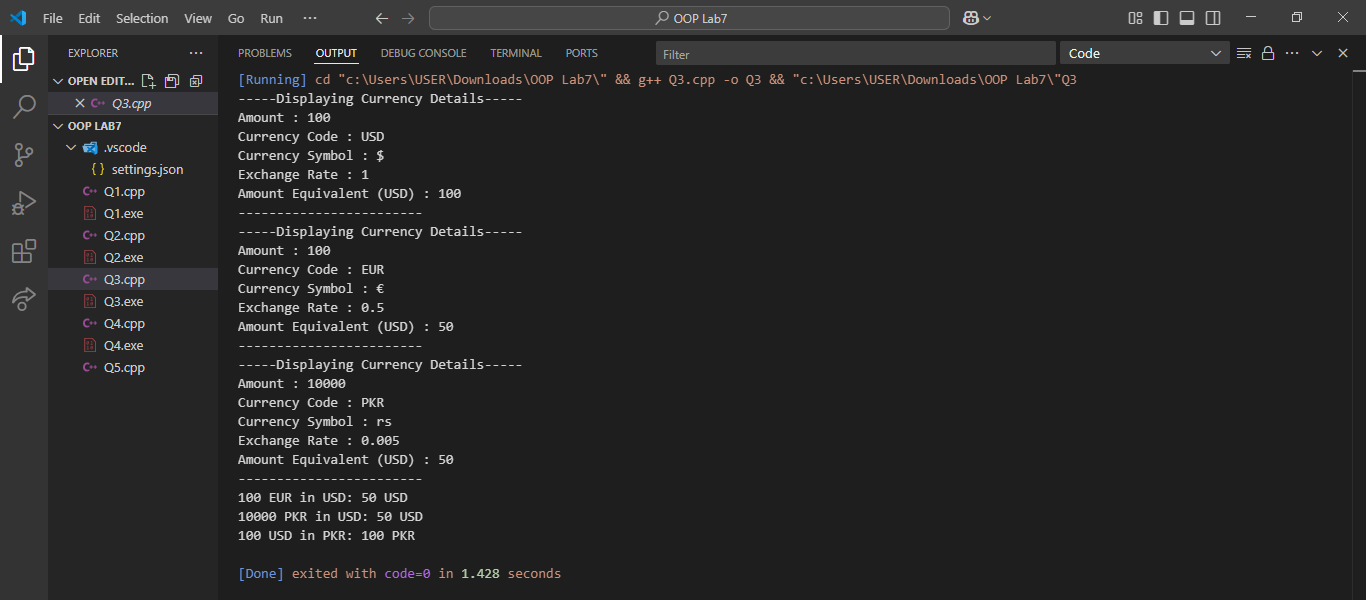 File Edit Selection View Go Run ··· OOP Lab7
EXPLORER ···
OPEN EDIT...
Q3.cpp
OOP LAB7
.vscode
{} settings.json
Q1.cpp
Q1.exe
Q2.cpp
Q2.exe
Q3.cpp
Q3.exe
Q4.cpp
Q4.exe
Q5.cpp
PROBLEMS OUTPUT DEBUG CONSOLE TERMINAL PORTS Filter Code
[Running] cd "c:\Users\USER\Downloads\OOP Lab7\" && g++ Q3.cpp -o Q3 && "c:\Users\USER\Downloads\OOP Lab7\"Q3
-----Displaying Currency Details-----
Amount : 100
Currency Code : USD
Currency Symbol : $
Exchange Rate : 1
Amount Equivalent (USD) : 100
------------------------
-----Displaying Currency Details-----
Amount : 100
Currency Code : EUR
Currency Symbol : €
Exchange Rate : 0.5
Amount Equivalent (USD) : 50
------------------------
-----Displaying Currency Details-----
Amount : 10000
Currency Code : PKR
Currency Symbol : rs
Exchange Rate : 0.005
Amount Equivalent (USD) : 50
------------------------
100 EUR in USD: 50 USD
10000 PKR in USD: 50 USD
100 USD in PKR: 100 PKR
[Done] exited with code=0 in 1.428 seconds